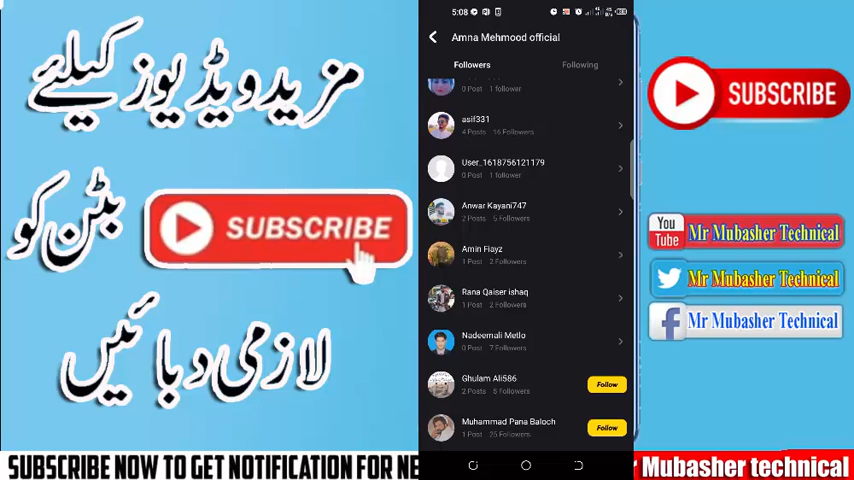 مزید ویڈیوز کیلئے
بٹن کو
SUBSCRIBE
لازمی دبائیں
5:08
Amna Mehmood official
Followers
Following
0 Post 1 follower
asif331
4 Posts 16 Followers
User_1618756121179
0 Post 1 follower
Anwar Kayani747
2 Posts 5 Followers
Amin Fiayz
1 Post 2 Followers
Rana Qaiser ishaq
1 Post 2 Followers
Nadeemali Metlo
0 Post 7 Followers
Ghulam Ali586
2 Posts 5 Followers
Follow
Muhammad Pana Baloch
1 Post 25 Followers
Follow
SUBSCRIBE
You
Tube
Mr Mubasher Technical
Mr Mubasher Technical
Mr Mubasher Technical
SUBSCRIBE NOW TO GET NOTIFICATION FOR NE
r Mubasher technical